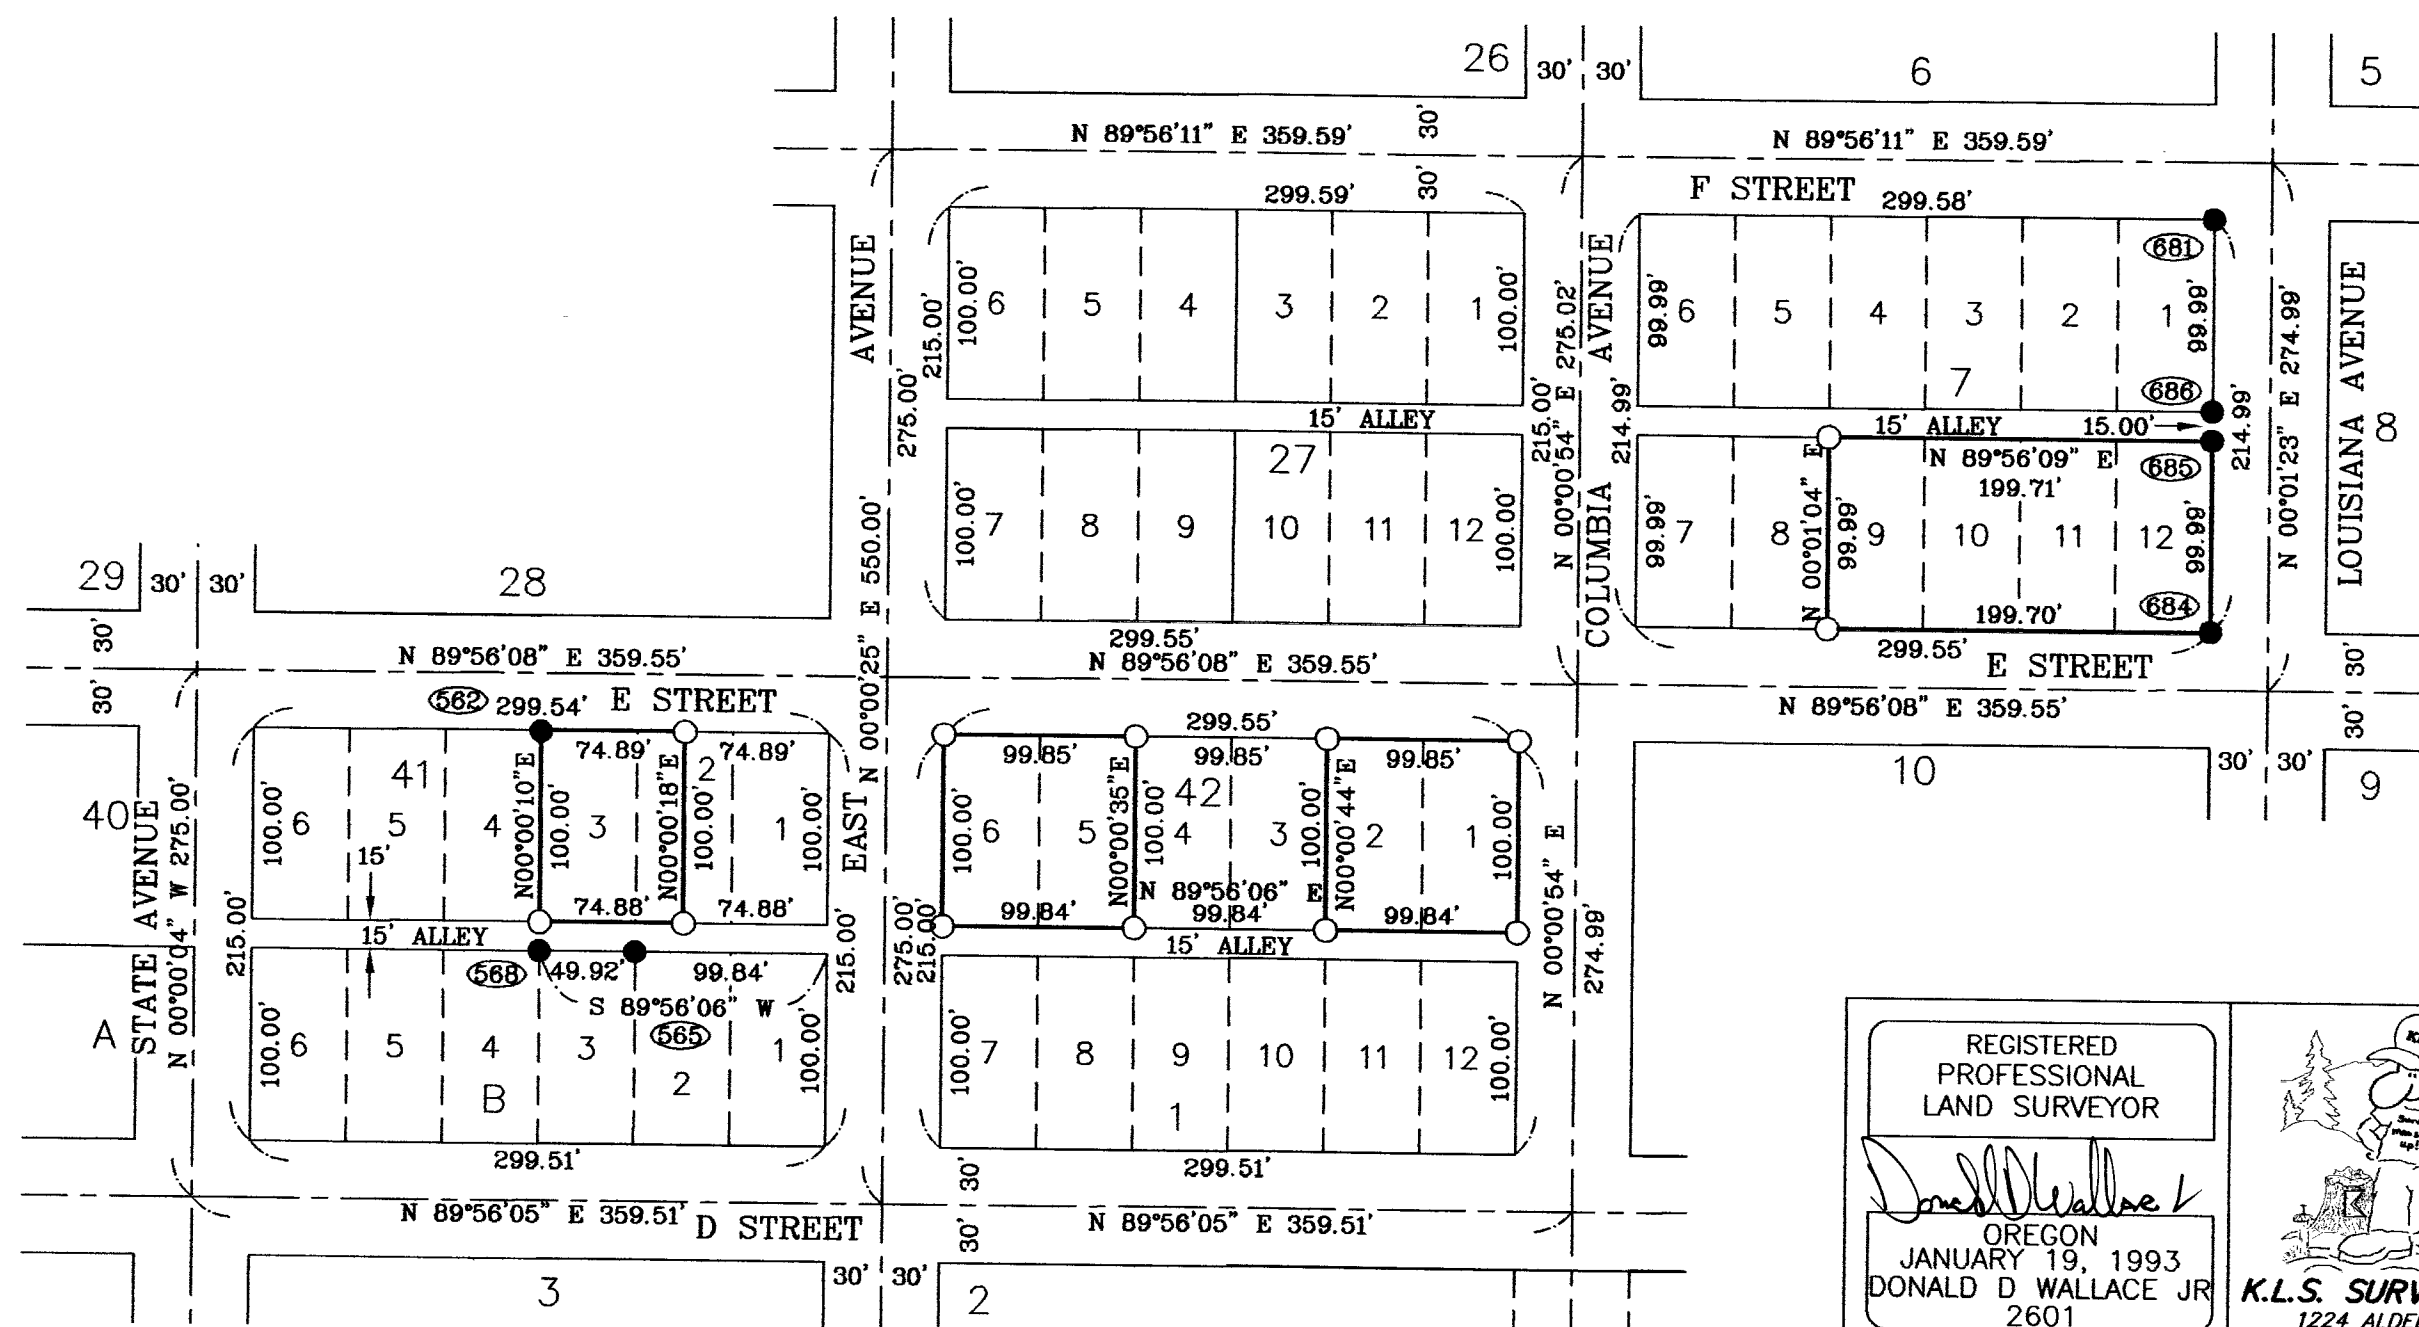 26
30' 30'
6
5
N 89°56'11" E 359.59'
30'
N 89°56'11" E 359.59'
30'
299.59'
F STREET
299.58'
AVENUE
275.00'
215.00'
100.00'
6 5 4 3 2 1
100.00'
15' ALLEY
27
100.00'
7 8 9 10 11 12
100.00'
299.55'
215.00'
N 00°00'54" E 275.02'
COLUMBIA AVENUE
214.99'
99.99'
6 5 4 3 2 1
7
681
99.99'
686
15' ALLEY
15.00'
N 89°56'09" E
199.71'
685
99.99'
7 8 9 10 11 12
N 00°01'04" E
99.99'
99.99'
684
199.70'
299.55'
214.99'
N 00°01'23" E 274.99'
LOUISIANA AVENUE
8
E STREET
N 89°56'08" E 359.55'
30'
30'
30' 30'
10
9
29
30' 30'
28
30'
30'
N 89°56'08" E 359.55'
N 89°56'08" E 359.55'
N 00°00'25" E 550.00'
562
299.54'
E STREET
74.89'
74.89'
41
100.00'
6 5 4 3 2 1
N00°00'10"E
100.00'
N00°00'18"E
100.00'
100.00'
15'
74.88'
74.88'
15' ALLEY
568
49.92'
99.84'
S 89°56'06" W
565
100.00'
6 5 4 3 2 1
B
100.00'
299.51'
40
A
STATE AVENUE
N 00°00'04" W 275.00'
215.00'
215.00'
EAST
275.00'
215.00'
299.55'
99.85'
99.85'
99.85'
42
100.00'
6 5 4 3 2 1
N00°00'35"E
100.00'
100.00'
N00°00'44"E
100.00'
N 89°56'06" E
99.84'
99.84'
99.84'
15' ALLEY
100.00'
7 8 9 10 11 12
1
100.00'
299.51'
N 00°00'54" E
274.99'
30'
30'
N 89°56'05" E 359.51'
D STREET
N 89°56'05" E 359.51'
3
30' 30'
2
REGISTERED
PROFESSIONAL
LAND SURVEYOR
Donald D Wallace Jr
OREGON
JANUARY 19, 1993
DONALD D WALLACE JR
2601
K.L.S. SURV
1224 ALDE